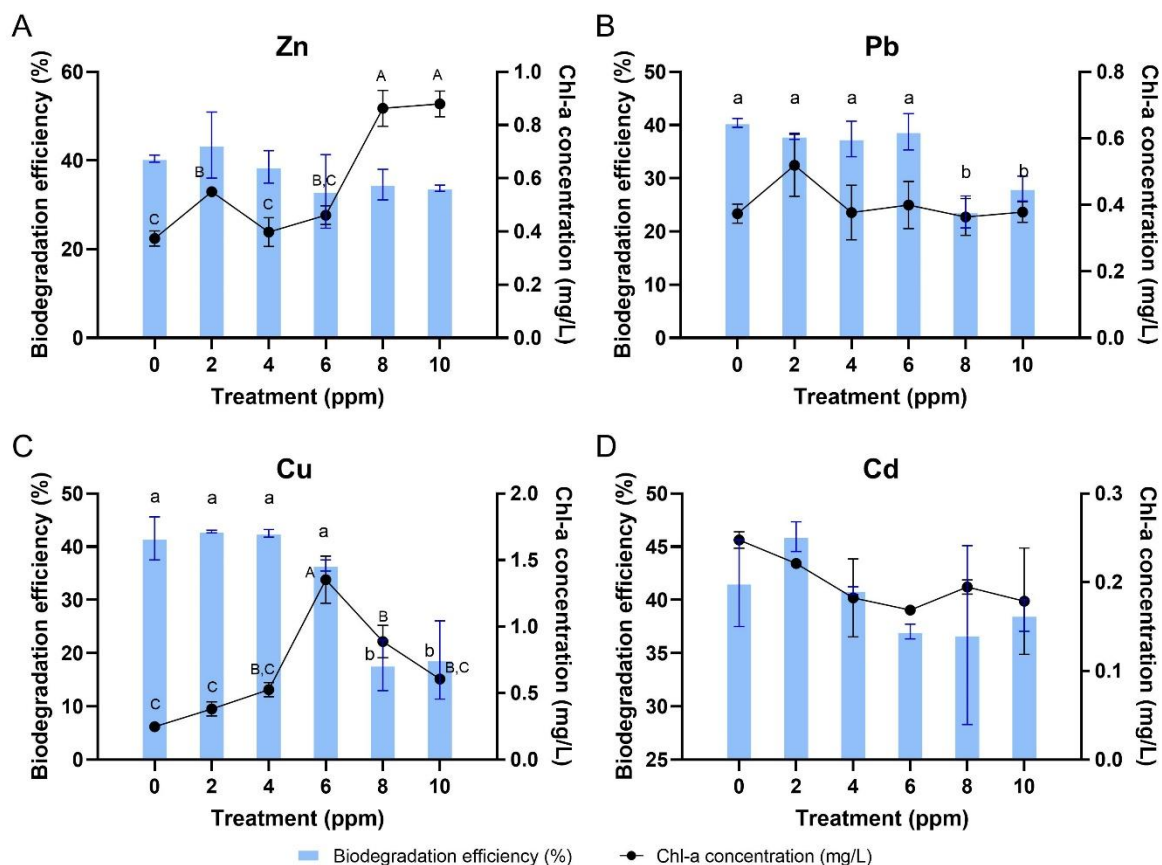 A
Zn
Biodegradation efficiency (%)
60
40
20
0
C
B
C
B,C
A
A
1.0
0.8
0.6
0.4
0.2
0.0
Chl-a concentration (mg/L)
0 2 4 6 8 10
Treatment (ppm)
B
Pb
Biodegradation efficiency (%)
50
40
30
20
10
0
a a a a b b
0.8
0.6
0.4
0.2
0.0
Chl-a concentration (mg/L)
0 2 4 6 8 10
Treatment (ppm)
C
Cu
Biodegradation efficiency (%)
50
40
30
20
10
0
a a a a
b b
C
C
B,C
A
B
B,C
2.0
1.5
1.0
0.5
0.0
Chl-a concentration (mg/L)
0 2 4 6 8 10
Treatment (ppm)
D
Cd
Biodegradation efficiency (%)
50
45
40
35
30
25
0.3
0.2
0.1
0.0
Chl-a concentration (mg/L)
0 2 4 6 8 10
Treatment (ppm)
Biodegradation efficiency (%) Chl-a concentration (mg/L)